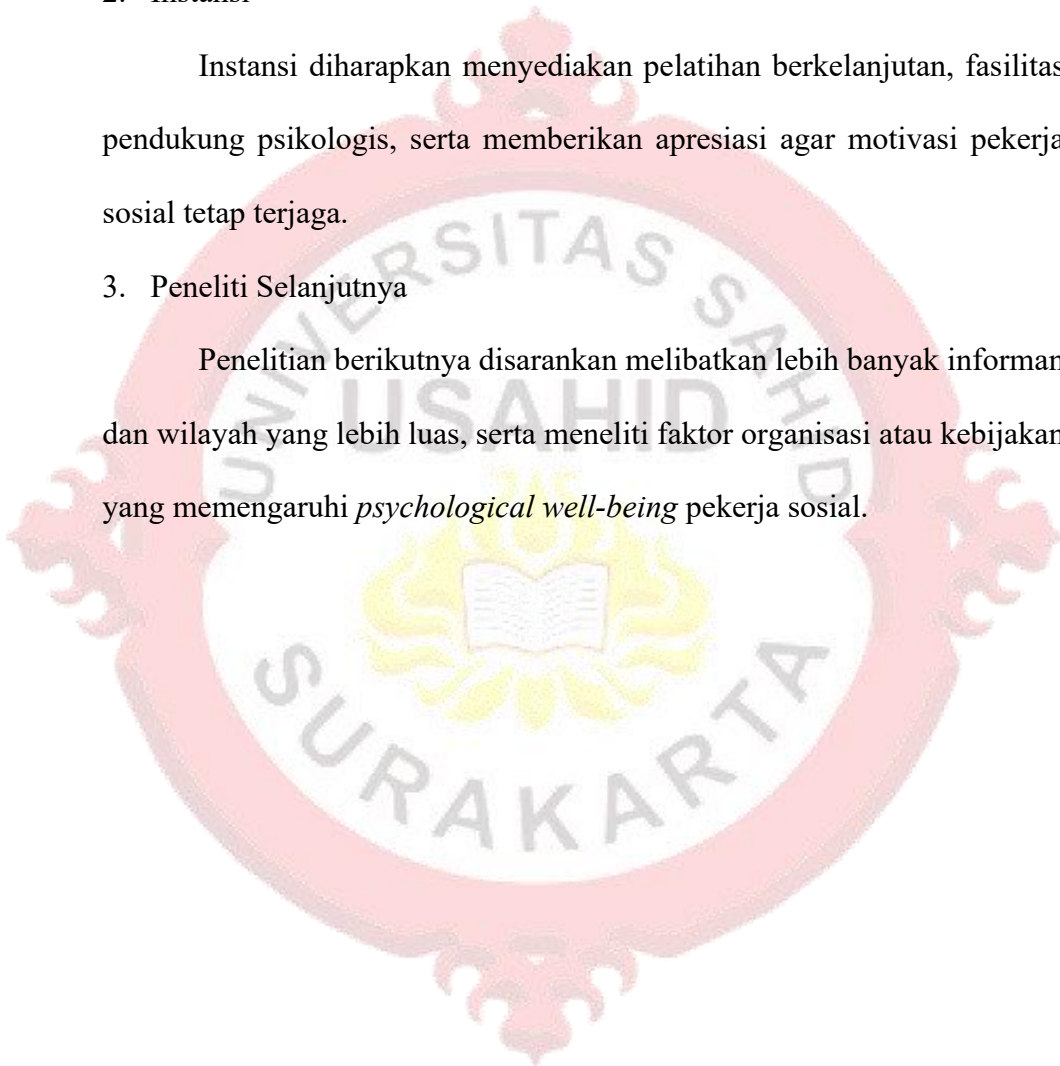 2. Instansi
Instansi diharapkan menyediakan pelatihan berkelanjutan, fasilitas
pendukung psikologis, serta memberikan apresiasi agar motivasi pekerja
sosial tetap terjaga.
3. Peneliti Selanjutnya
Penelitian berikutnya disarankan melibatkan lebih banyak informan
dan wilayah yang lebih luas, serta meneliti faktor organisasi atau kebijakan
yang memengaruhi psychological well-being pekerja sosial.
UNIVERSITAS SAHID
USAHID
SURAKARTA